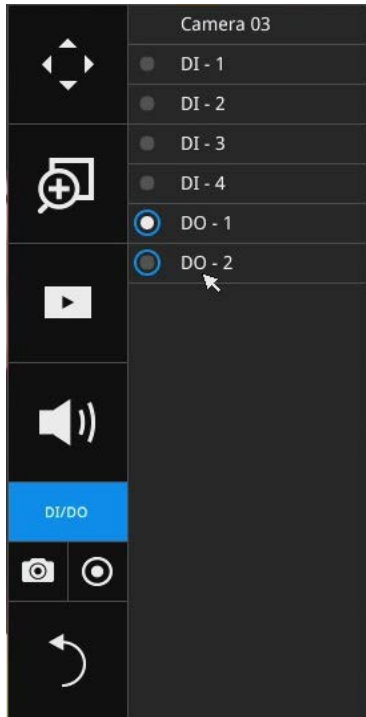 Camera 03
DI - 1
DI - 2
DI - 3
DI - 4
DO - 1
DO - 2
DI/DO